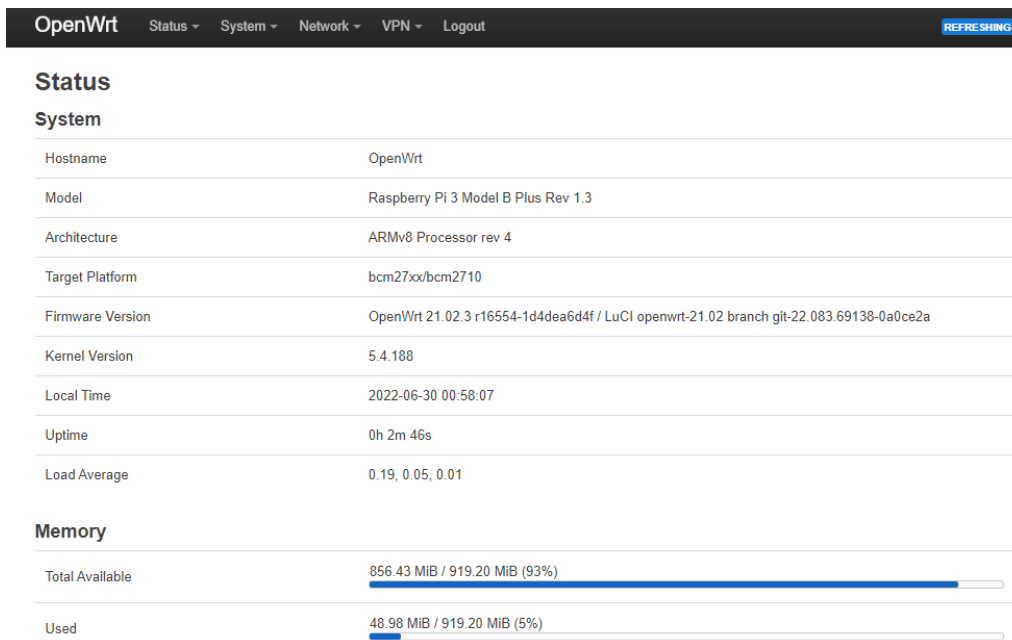 OpenWrt Status System Network VPN Logout REFRESHING
Status
System
Hostname OpenWrt
Model Raspberry Pi 3 Model B Plus Rev 1.3
Architecture ARMv8 Processor rev 4
Target Platform bcm27xx/bcm2710
Firmware Version OpenWrt 21.02.3 r16554-1d4dea6d4f / LuCI openwrt-21.02 branch git-22.083.69138-0a0ce2a
Kernel Version 5.4.188
Local Time 2022-06-30 00:58:07
Uptime 0h 2m 46s
Load Average 0.19, 0.05, 0.01
Memory
Total Available 856.43 MiB / 919.20 MiB (93%)
Used 48.98 MiB / 919.20 MiB (5%)